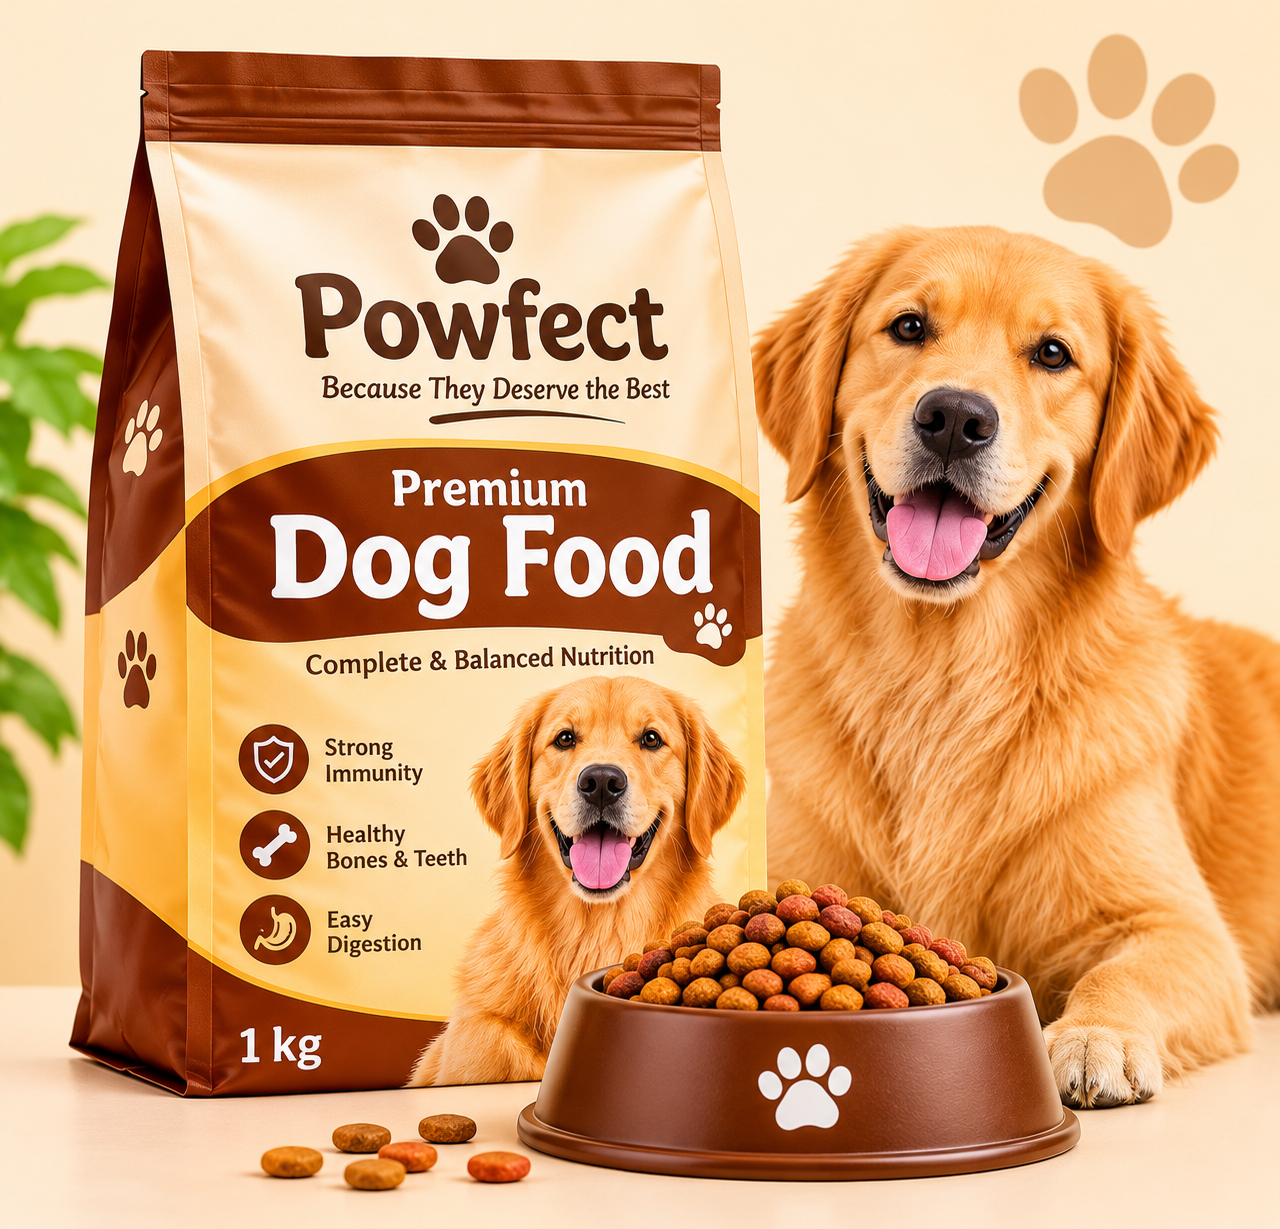 Powfect
Because They Deserve the Best
Premium
Dog Food
Complete & Balanced Nutrition
Strong
Immunity
Healthy
Bones & Teeth
Easy
Digestion
1 kg